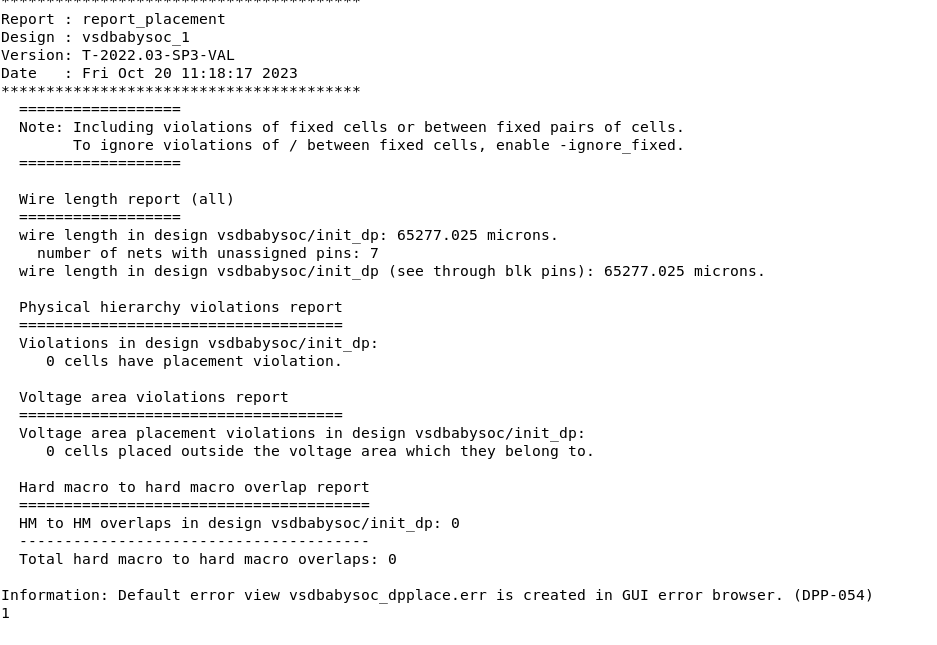 ****************************************
Report : report_placement
Design : vsdbabysoc_1
Version: T-2022.03-SP3-VAL
Date   : Fri Oct 20 11:18:17 2023
****************************************
  ==================
  Note: Including violations of fixed cells or between fixed pairs of cells.
        To ignore violations of / between fixed cells, enable -ignore_fixed.
  ==================

  Wire length report (all)
  ==================
  wire length in design vsdbabysoc/init_dp: 65277.025 microns.
    number of nets with unassigned pins: 7
  wire length in design vsdbabysoc/init_dp (see through blk pins): 65277.025 microns.

  Physical hierarchy violations report
  ====================================
  Violations in design vsdbabysoc/init_dp:
     0 cells have placement violation.

  Voltage area violations report
  ====================================
  Voltage area placement violations in design vsdbabysoc/init_dp:
     0 cells placed outside the voltage area which they belong to.

  Hard macro to hard macro overlap report
  =======================================
  HM to HM overlaps in design vsdbabysoc/init_dp: 0
  ---------------------------------------
  Total hard macro to hard macro overlaps: 0

Information: Default error view vsdbabysoc_dpplace.err is created in GUI error browser. (DPP-054)
1